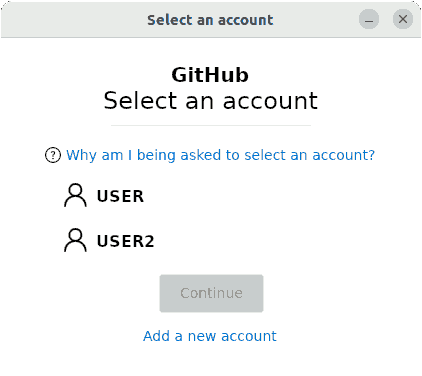 Select an account
GitHub
Select an account
? Why am I being asked to select an account?
USER
USER2
Continue
Add a new account